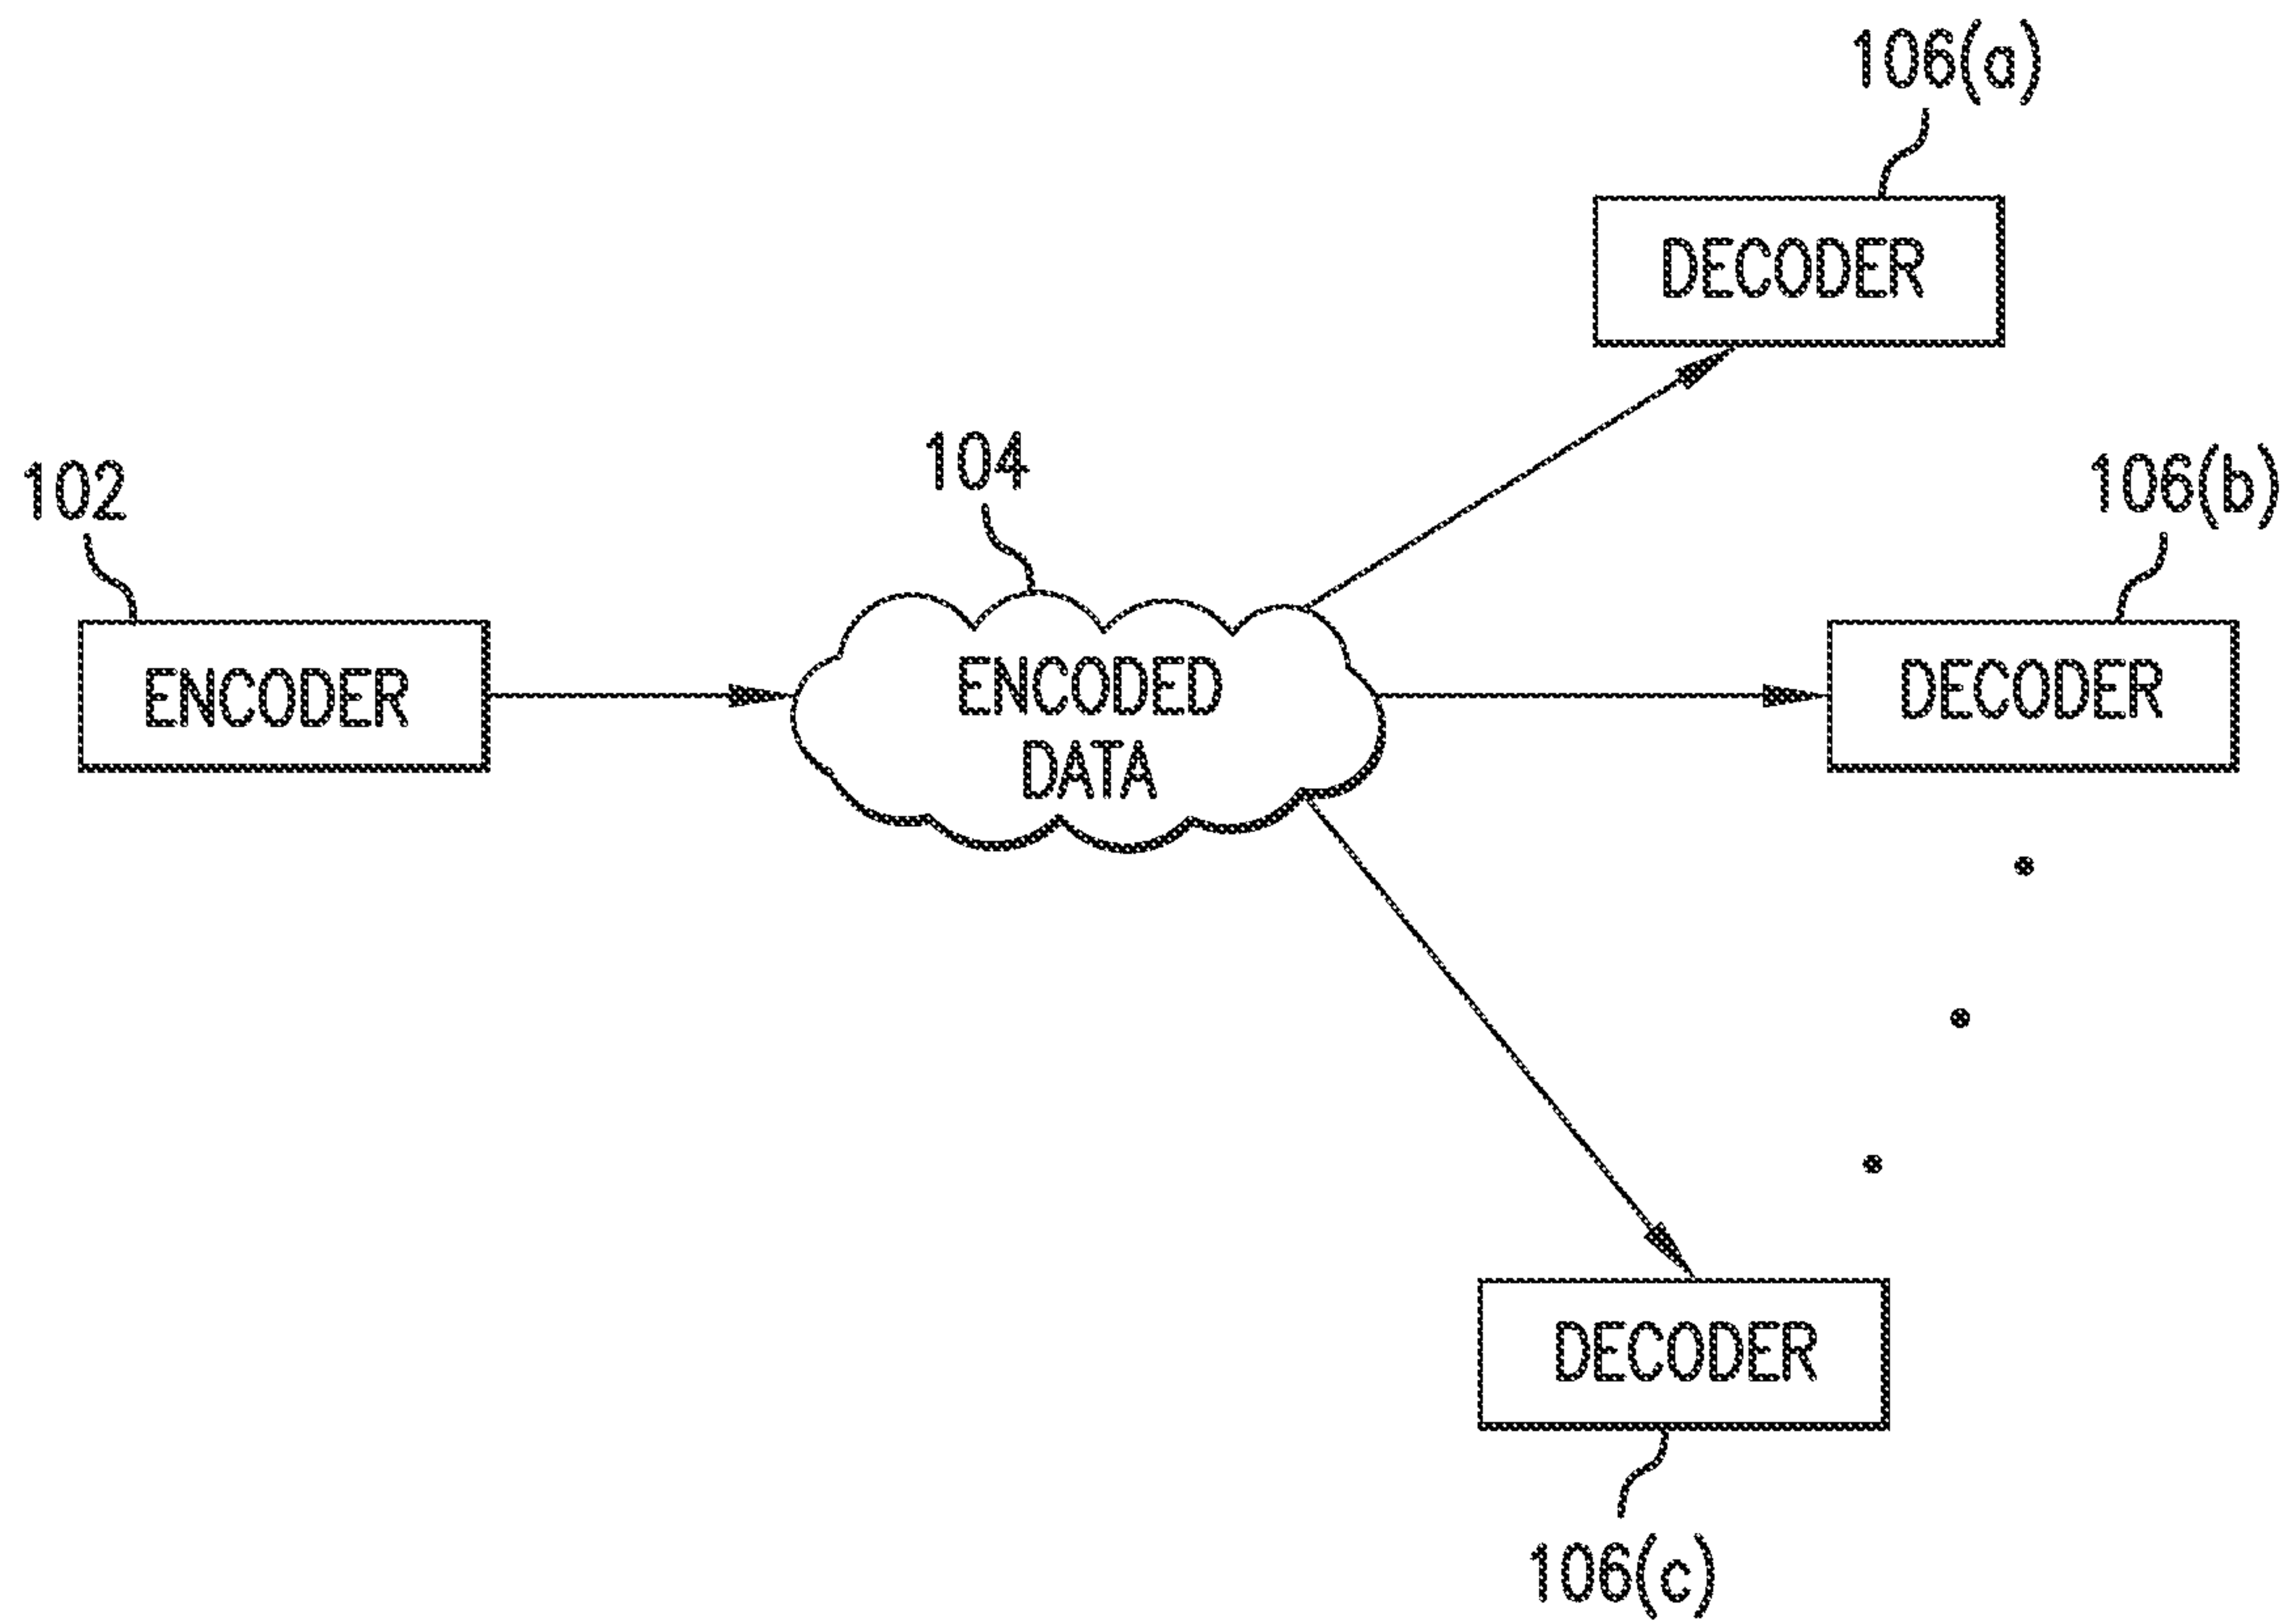 106(a)
DECODER
104
102
106(b)
ENCODER
ENCODED
DATA
DECODER
DECODER
106(c)